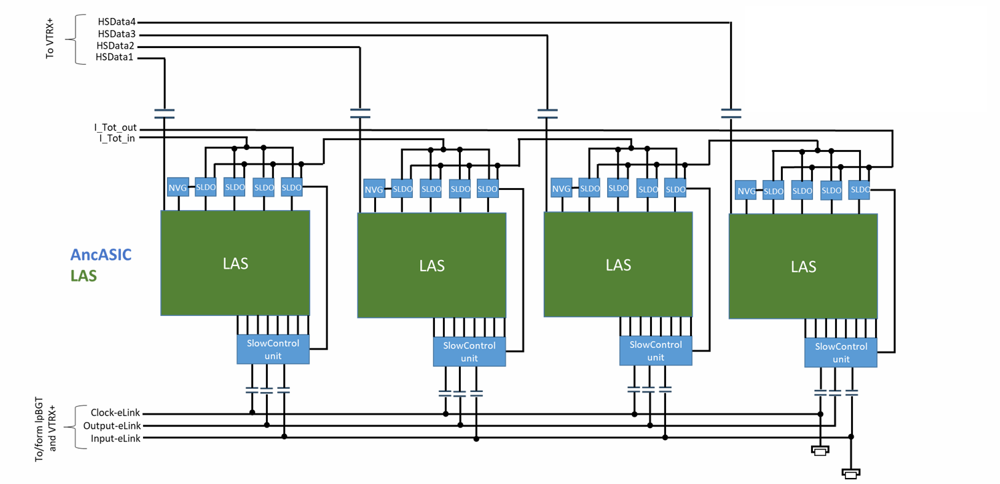 To VTRX+
HSData4
HSData3
HSData2
HSData1
I_Tot_out
I_Tot_in
NVG SLDO SLDO SLDO SLDO
NVG SLDO SLDO SLDO SLDO
NVG SLDO SLDO SLDO SLDO
NVG SLDO SLDO SLDO SLDO
AncASIC
LAS
LAS
LAS
LAS
LAS
SlowControl
unit
SlowControl
unit
SlowControl
unit
SlowControl
unit
To/form lpBGT
and VTRX+
Clock-eLink
Output-eLink
Input-eLink